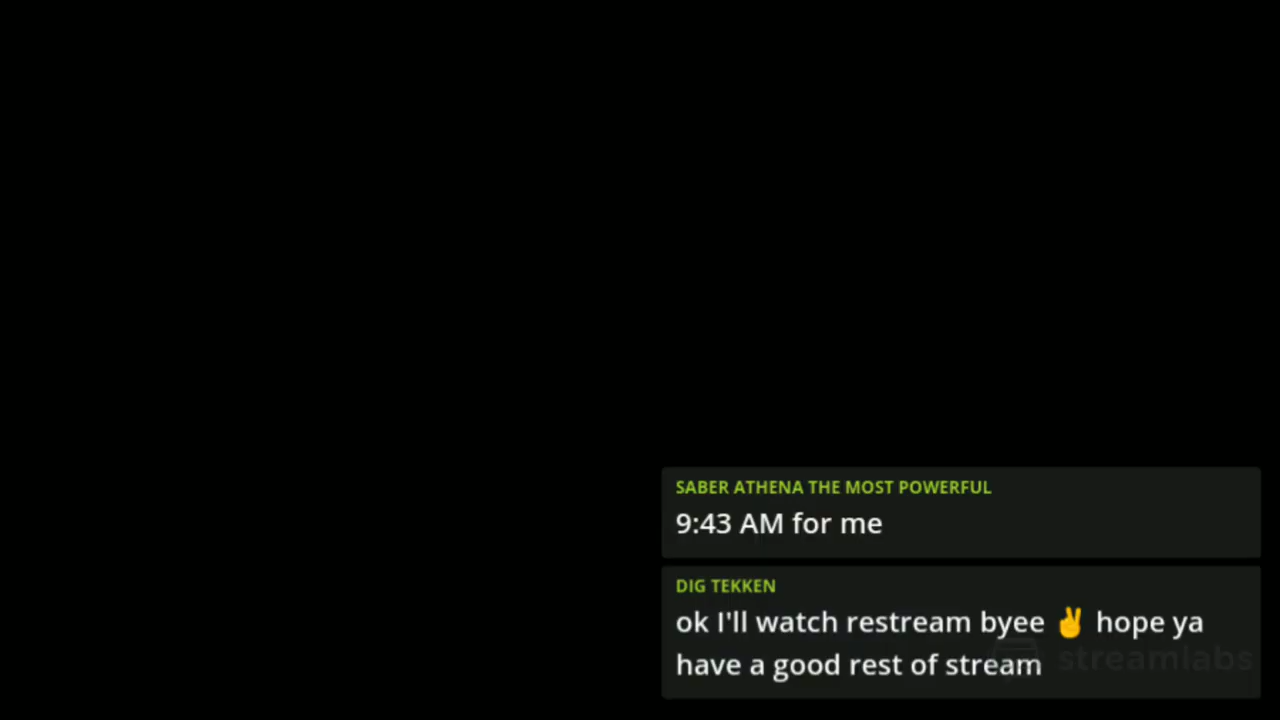 SABER ATHENA THE MOST POWERFUL
9:43 AM for me
DIG TEKKEN
ok I'll watch restream byee ✌ hope ya
have a good rest of stream
streamlabs